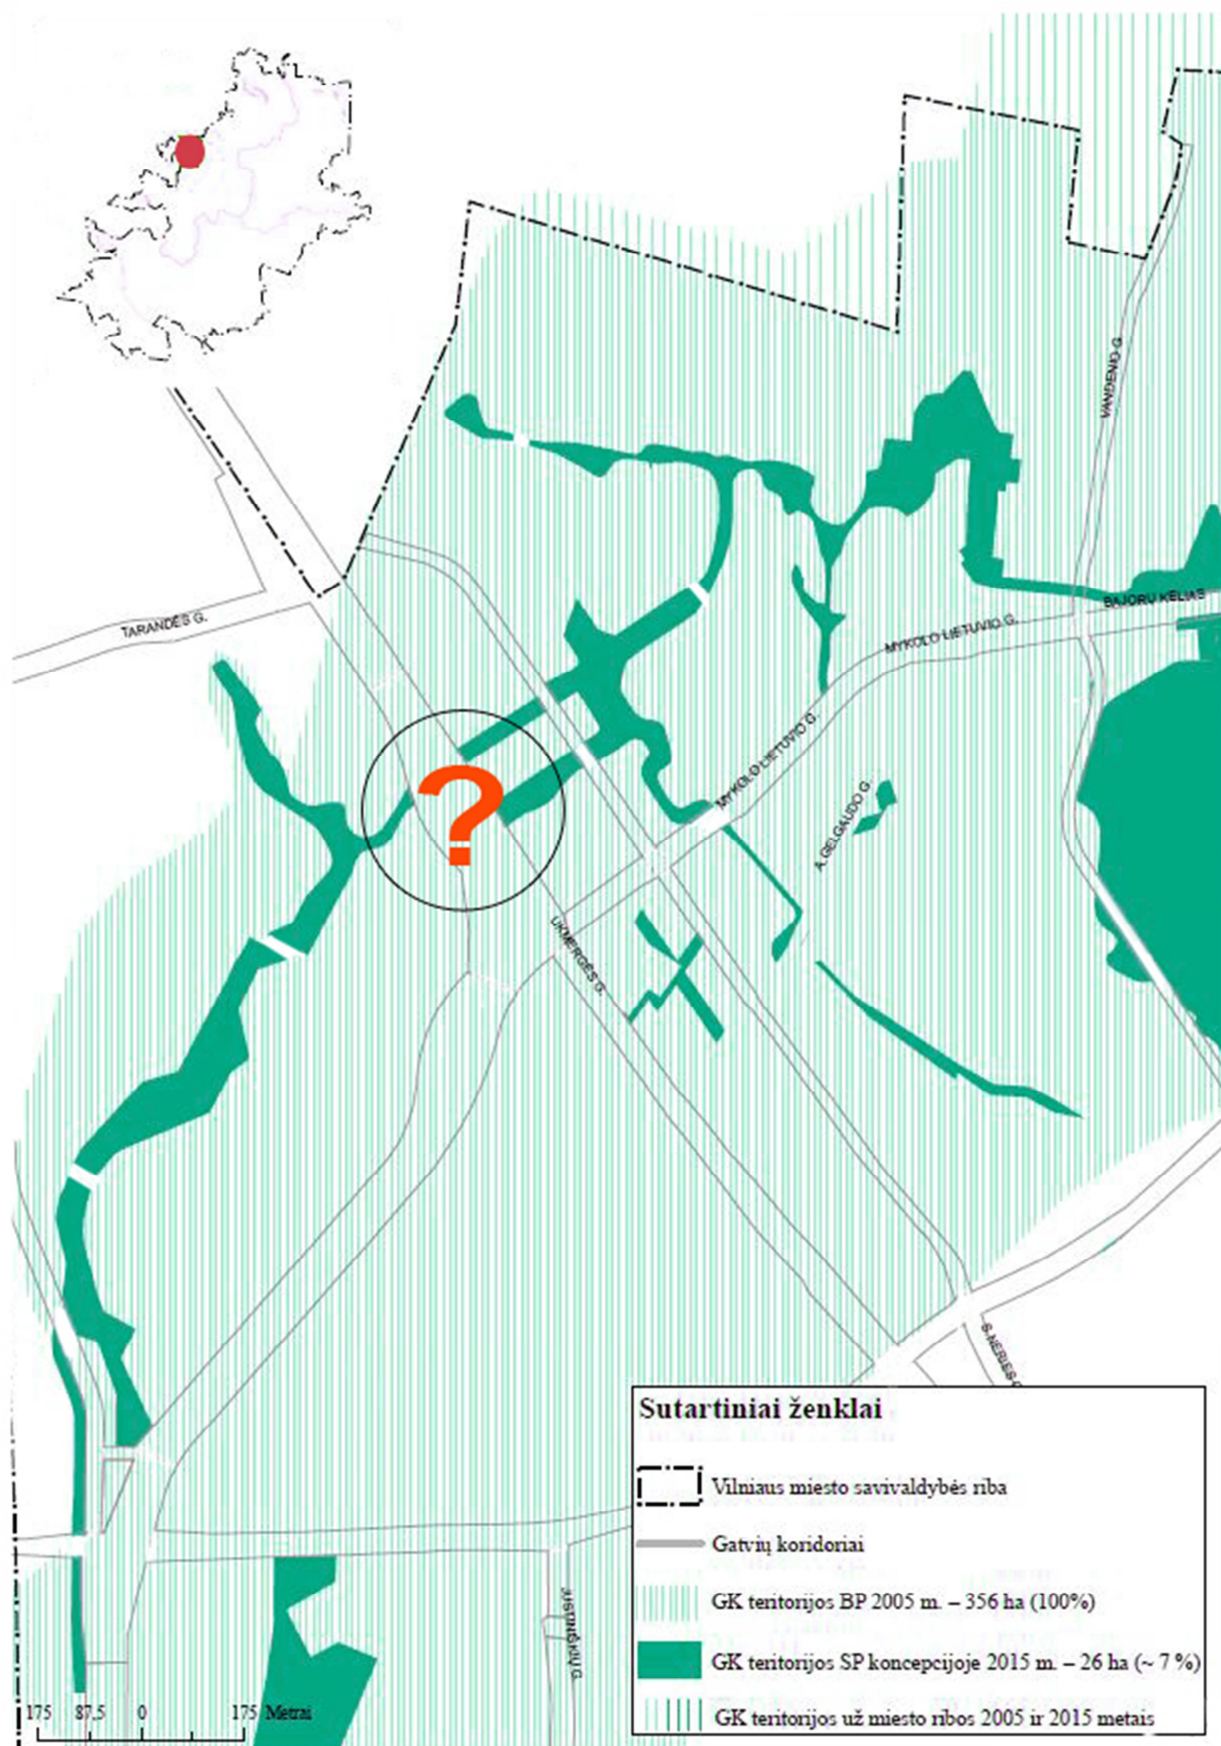 VANDENIO G.
TARANDĖS G.
BAJORŲ KELIAS
MYKOLO LIETUVIO G.
MYKOLO LIETUVIO G.
A.GELGAUDO G.
?
UKMERGĖS G.
S.NERIES G.
JUSTINIŠKIŲ G.
Sutartiniai ženklai
Vilniaus miesto savivaldybės riba
Gatvių koridoriai
GK teritorijos BP 2005 m. – 356 ha (100%)
GK teritorijos SP koncepcijoje 2015 m. – 26 ha (~ 7 %)
GK teritorijos už miesto ribos 2005 ir 2015 metais
175 87,5 0 175 Metrai